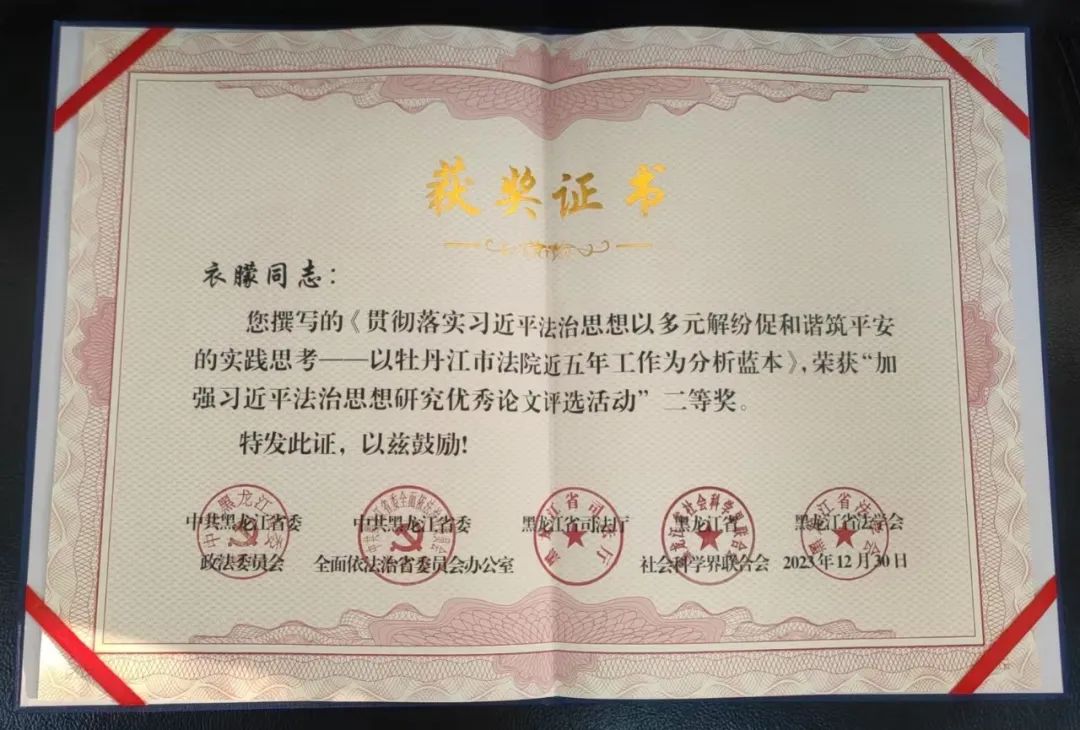 获奖证书
衣朦同志：
您撰写的《贯彻落实习近平法治思想以多元解纷促和谐筑平安
的实践思考——以牡丹江市法院近五年工作为分析蓝本》，荣获“加
强习近平法治思想研究优秀论文评选活动”二等奖。
特发此证，以兹鼓励！
中共黑龙江省委 中共黑龙江省委 黑龙江省司法厅 黑龙江省 黑龙江省法学会
政法委员会 全面依法治省委员会办公室 社会科学界联合会 2023年12月30日